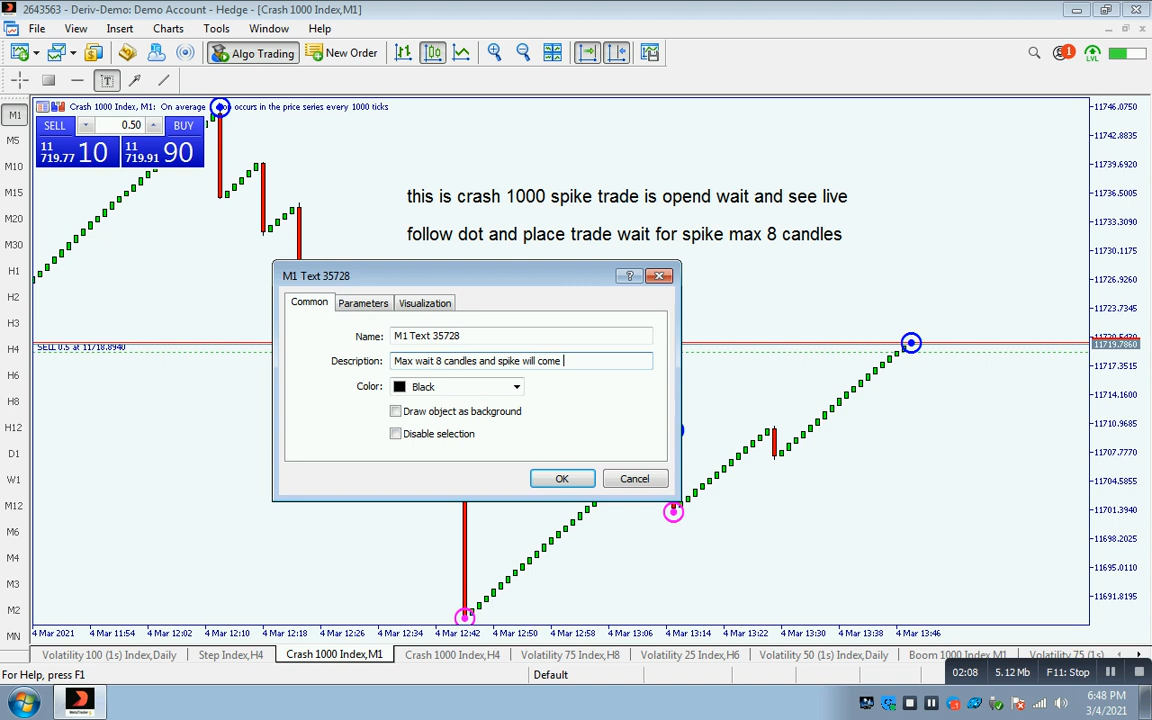 2643563 - Deriv-Demo: Demo Account - Hedge - [Crash 1000 Index,M1]
File View Insert Charts Tools Window Help
Algo Trading New Order 1 LVL
T
M1 Crash 1000 Index, M1: On average occurs in the price series every 1000 ticks 11746.0750
SELL 0.50 BUY
11 719.77 10 11 719.91 90
11742.8835
M5
M10 11739.6920
M15 11736.5005
this is crash 1000 spike trade is opend wait and see live
M20 11733.3090
follow dot and place trade wait for spike max 8 candles
M30 11730.1175
H1 11726.9260
H2 11723.7345
H3
SELL 0.5 at 11718.8940
11719.7860
H4
11717.3515
H6
11714.1600
H8
11710.9685
H12
11707.7770
D1
11704.5855
W1
11701.3940
M12
11698.2025
M6
11695.0110
M4
11691.8195
M3
M2
MN
M1 Text 35728 ?
Common Parameters Visualization
Name: M1 Text 35728
Description: Max wait 8 candles and spike will come
Color: Black
Draw object as background
Disable selection
OK Cancel
4 Mar 2021 4 Mar 11:54 4 Mar 12:02 4 Mar 12:10 4 Mar 12:18 4 Mar 12:26 4 Mar 12:34 4 Mar 12:42 4 Mar 12:50 4 Mar 12:58 4 Mar 13:06 4 Mar 13:14 4 Mar 13:22 4 Mar 13:30 4 Mar 13:38 4 Mar 13:46
Volatility 100 (1s) Index,Daily Step Index,H4 Crash 1000 Index,M1 Crash 1000 Index,H4 Volatility 75 Index,H8 Volatility 25 Index,H6 Volatility 50 (1s) Index,Daily Boom 1000 Index,M1 Volatility 75 (1s)
For Help, press F1 Default 02:08 5.12 Mb F11: Stop
6:48 PM
3/4/2021